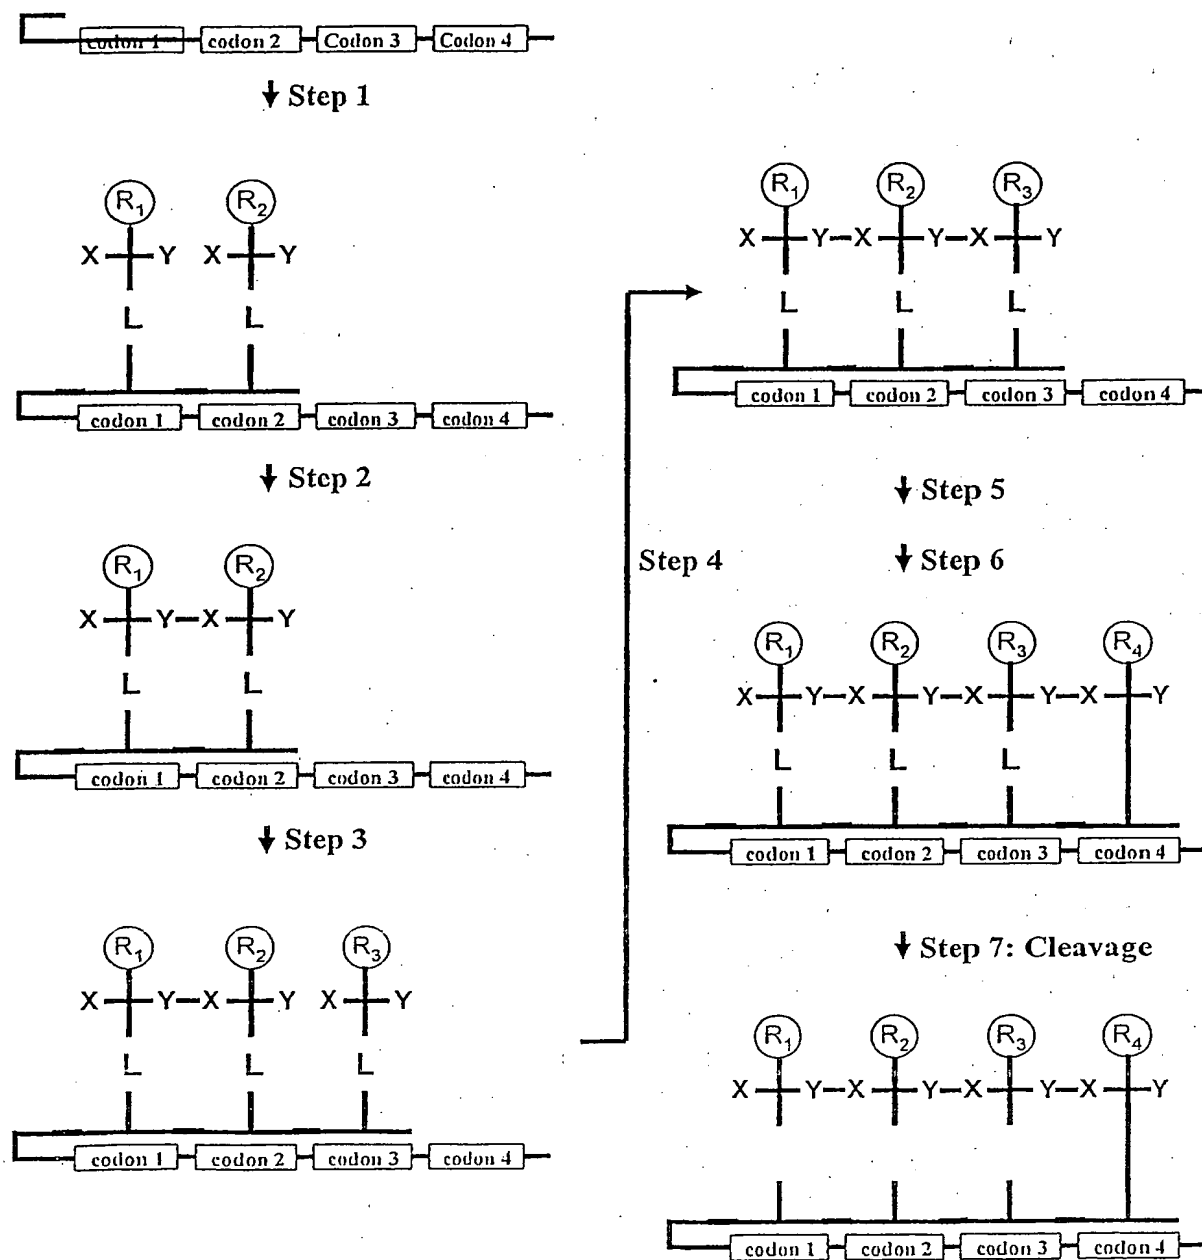 codon 1 codon 2 Codon 3 Codon 4
Step 1
R1 R2
X Y X Y
L L
codon 1 codon 2 codon 3 codon 4
Step 2
R1 R2
X Y X Y
L L
codon 1 codon 2 codon 3 codon 4
Step 3
R1 R2 R3
X Y X Y X Y
L L L
codon 1 codon 2 codon 3 codon 4
Step 4
R1 R2 R3
X Y X Y X Y
L L L
codon 1 codon 2 codon 3 codon 4
Step 5
Step 6
R1 R2 R3 R4
X Y X Y X Y X Y
L L L
codon 1 codon 2 codon 3 codon 4
Step 7: Cleavage
R1 R2 R3 R4
X Y X Y X Y X Y
codon 1 codon 2 codon 3 codon 4